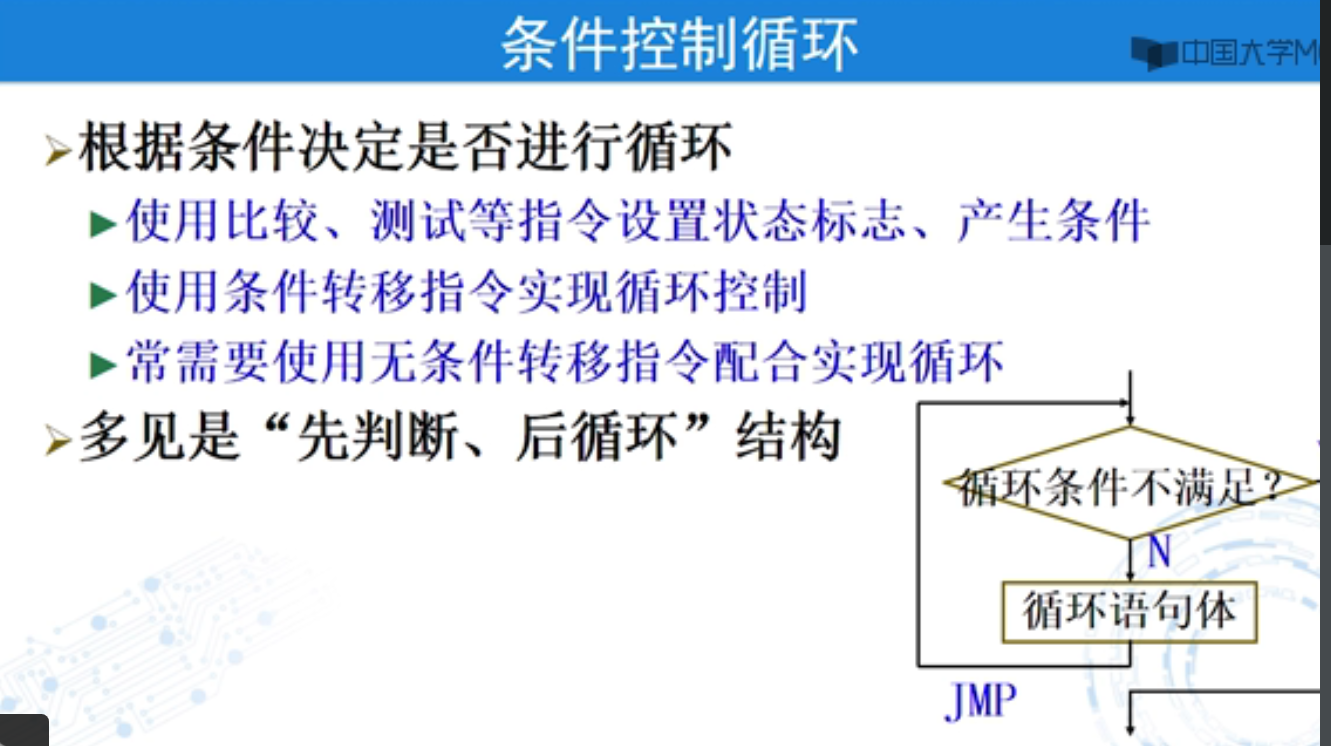 条件控制循环
中国大学M
根据条件决定是否进行循环
使用比较、测试等指令设置状态标志、产生条件
使用条件转移指令实现循环控制
常需要使用无条件转移指令配合实现循环
多见是“先判断、后循环”结构
循环条件不满足？
N
循环语句体
JMP